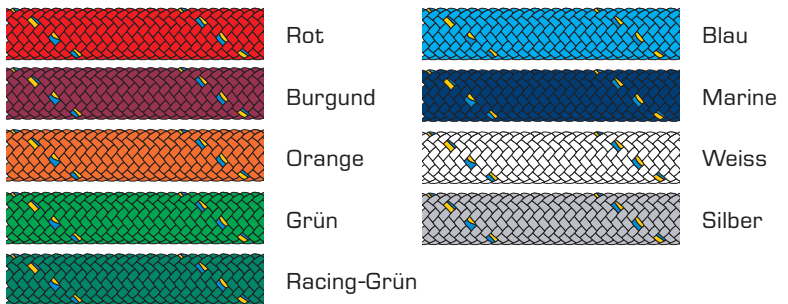 Rot
Burgund
Orange
Grün
Racing-Grün
Blau
Marine
Weiss
Silber